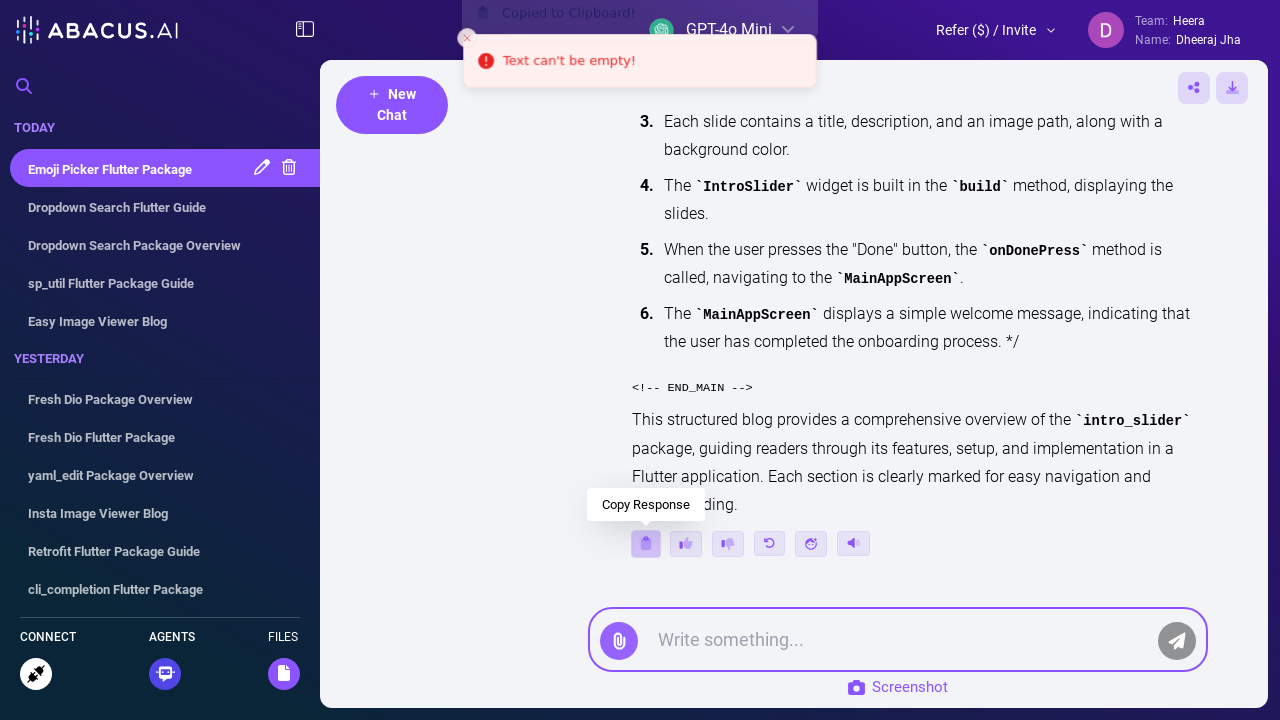 ABACUS.AI
Copied to Clipboard!
GPT-4o Mini
Text can't be empty!
Refer ($) / Invite
D
Team: Heera
Name: Dheeraj Jha
TODAY
Emoji Picker Flutter Package
Dropdown Search Flutter Guide
Dropdown Search Package Overview
sp_util Flutter Package Guide
Easy Image Viewer Blog
YESTERDAY
Fresh Dio Package Overview
Fresh Dio Flutter Package
yaml_edit Package Overview
Insta Image Viewer Blog
Retrofit Flutter Package Guide
cli_completion Flutter Package
CONNECT
AGENTS
FILES
+ New
Chat
3. Each slide contains a title, description, and an image path, along with a
background color.
4. The `IntroSlider` widget is built in the `build` method, displaying the
slides.
5. When the user presses the "Done" button, the `onDonePress` method is
called, navigating to the `MainAppScreen`.
6. The `MainAppScreen` displays a simple welcome message, indicating that
the user has completed the onboarding process. */
<!-- END_MAIN -->
This structured blog provides a comprehensive overview of the `intro_slider`
package, guiding readers through its features, setup, and implementation in a
Flutter application. Each section is clearly marked for easy navigation and
ding.
Copy Response
Write something...
Screenshot